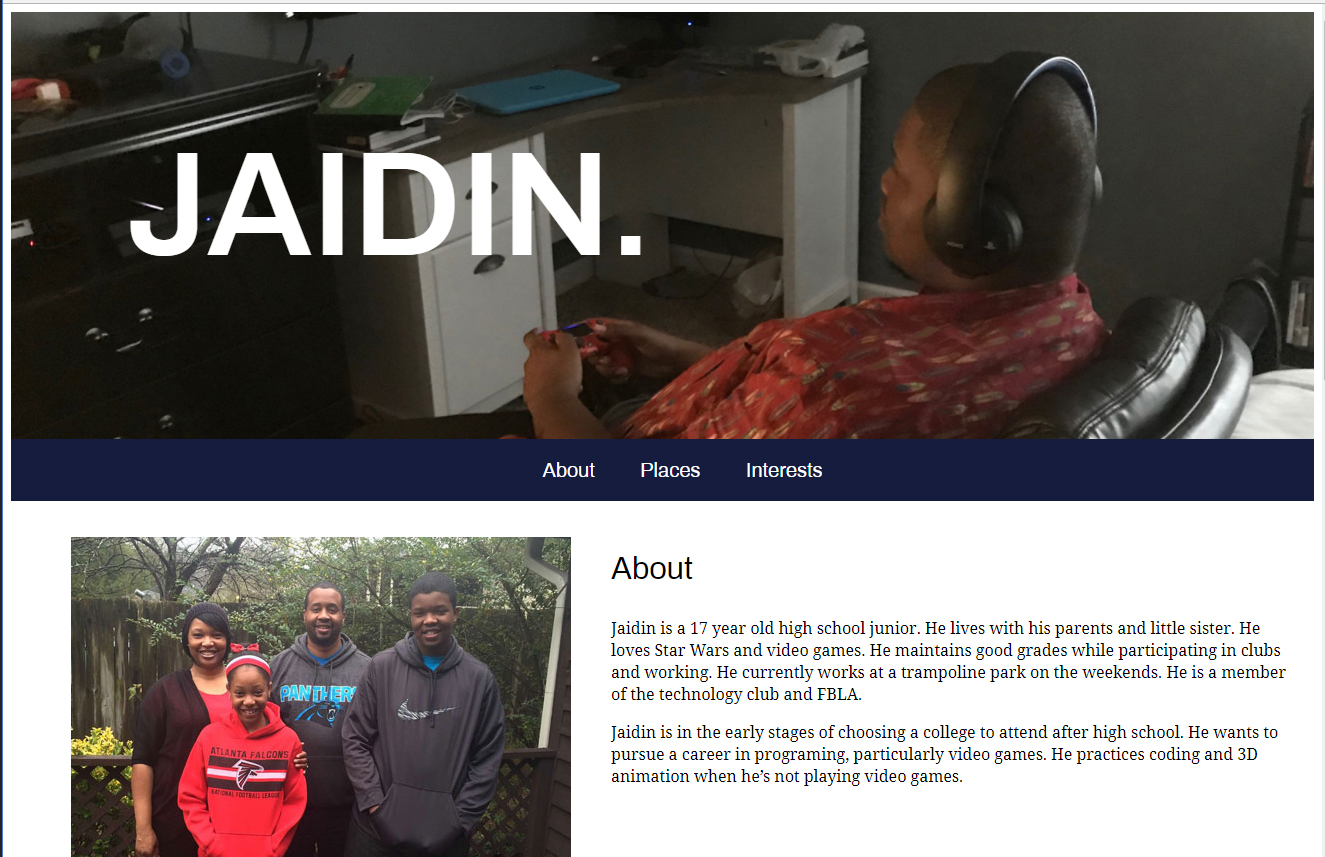 JAIDIN.
About
Places
Interests
About
Jaidin is a 17 year old high school junior. He lives with his parents and little sister. He
loves Star Wars and video games. He maintains good grades while participating in clubs
and working. He currently works at a trampoline park on the weekends. He is a member
of the technology club and FBLA.
Jaidin is in the early stages of choosing a college to attend after high school. He wants to
pursue a career in programing, particularly video games. He practices coding and 3D
animation when he’s not playing video games.
PANTHERS
ATLANTA FALCONS
NATIONAL FOOTBALL LEAGUE